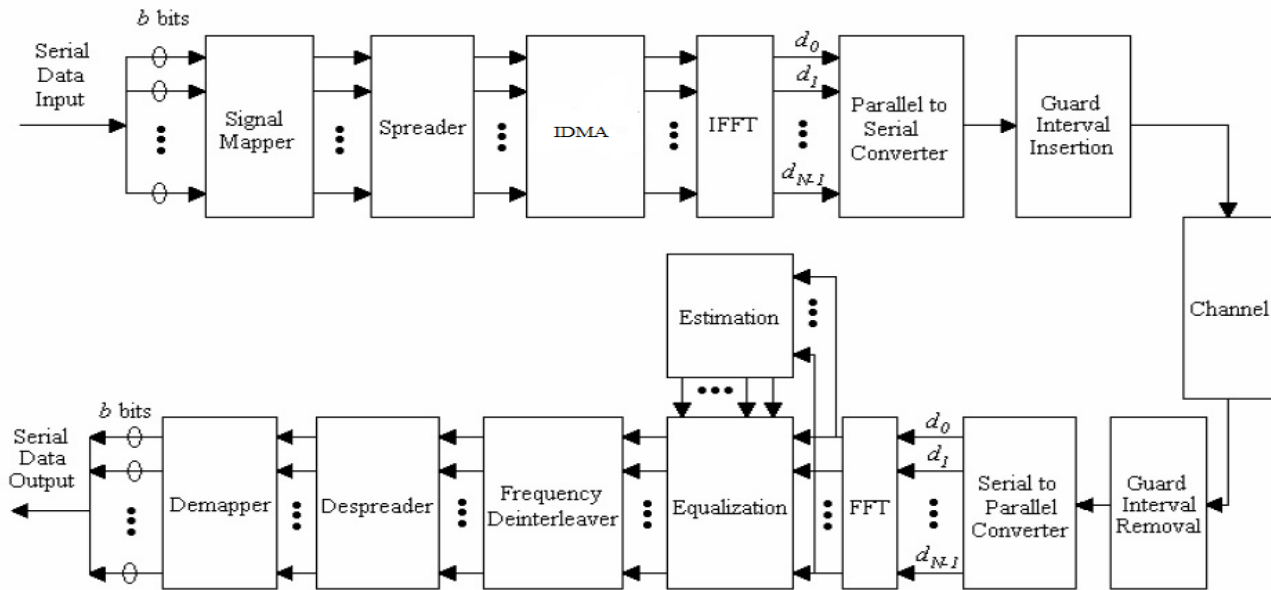 b bits
Serial
Data
Input
Signal
Mapper
Spreader
IDMA
IFFT
d0
d1
dN-1
Parallel to
Serial
Converter
Guard
Interval
Insertion
Channel
Estimation
b bits
Serial
Data
Output
Demapper
Despreader
Frequency
Deinterleaver
Equalization
FFT
d0
d1
dN-1
Serial to
Parallel
Converter
Guard
Interval
Removal